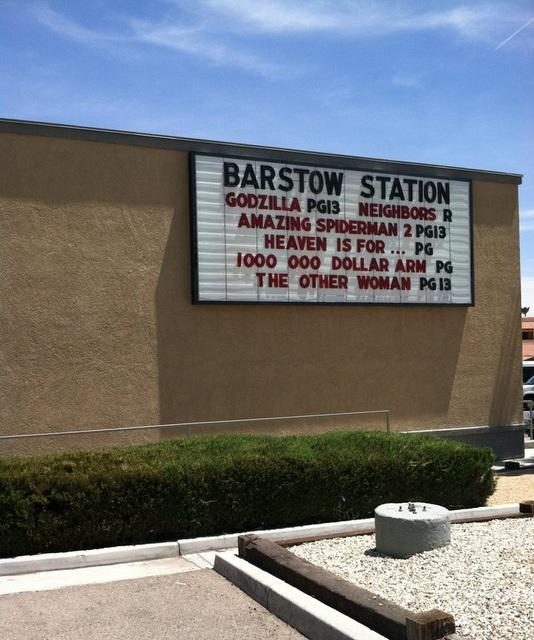 BARSTOW STATION
GODZILLA PG13 NEIGHBORS R
AMAZING SPIDERMAN 2 PG13
HEAVEN IS FOR ... PG
1000 000 DOLLAR ARM PG
THE OTHER WOMAN PG13